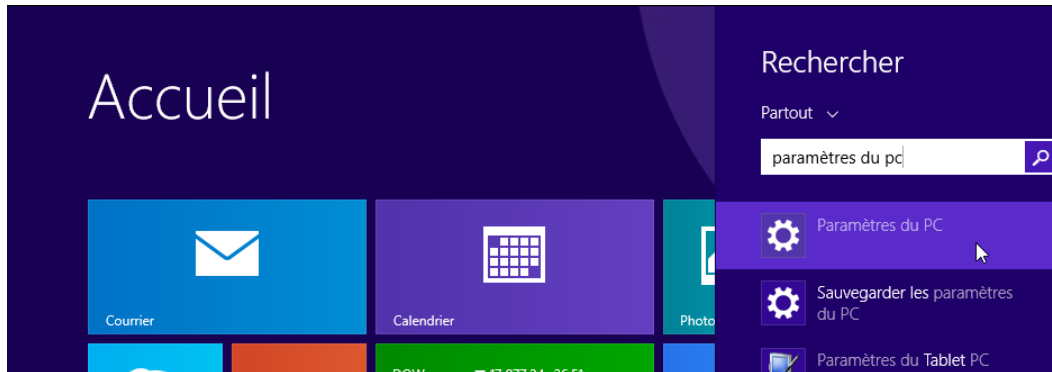 Accueil
Rechercher
Partout
paramètres du pc
Paramètres du PC
Sauvegarder les paramètres
du PC
Paramètres du Tablet PC
Courrier
Calendrier
Photo